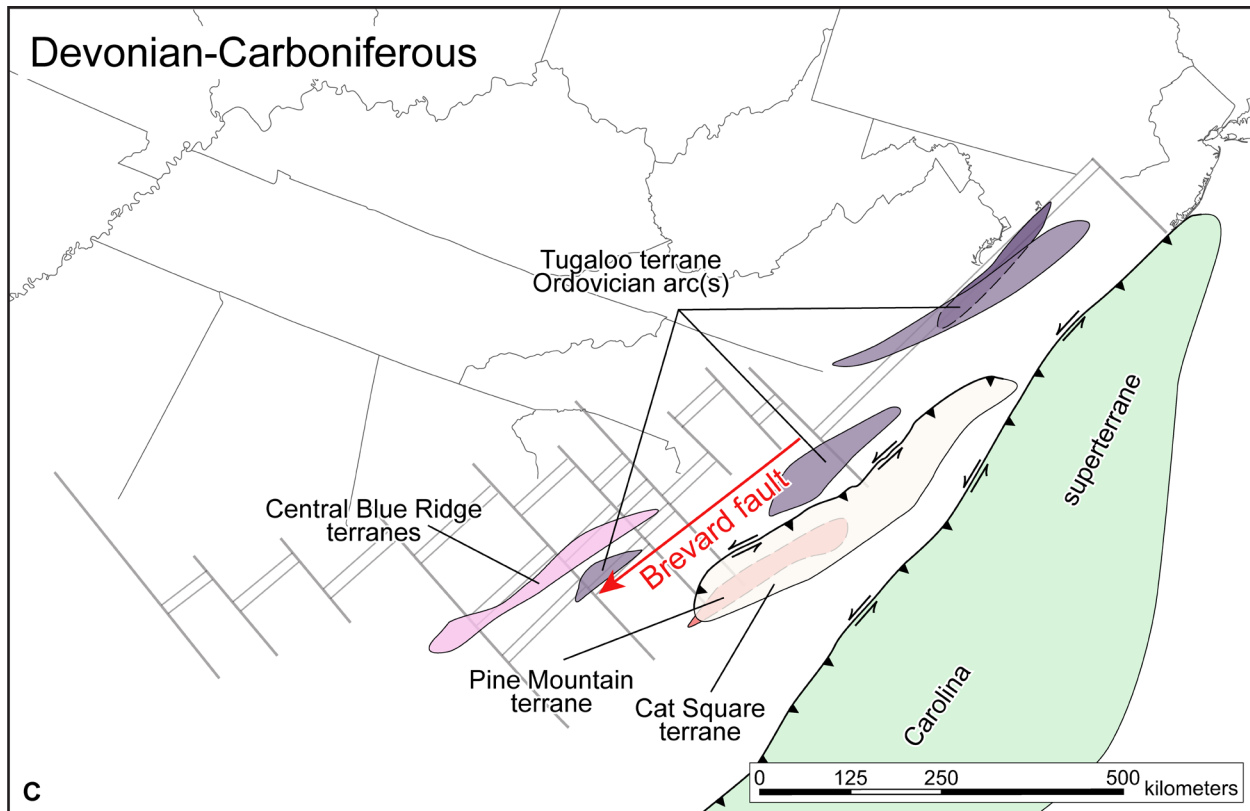 Devonian-Carboniferous
Tugaloo terrane
Ordovician arc(s)
Central Blue Ridge
terranes
Brevard fault
superterrane
Pine Mountain
terrane
Cat Square
terrane
Carolina
C
0 125 250 500 kilometers